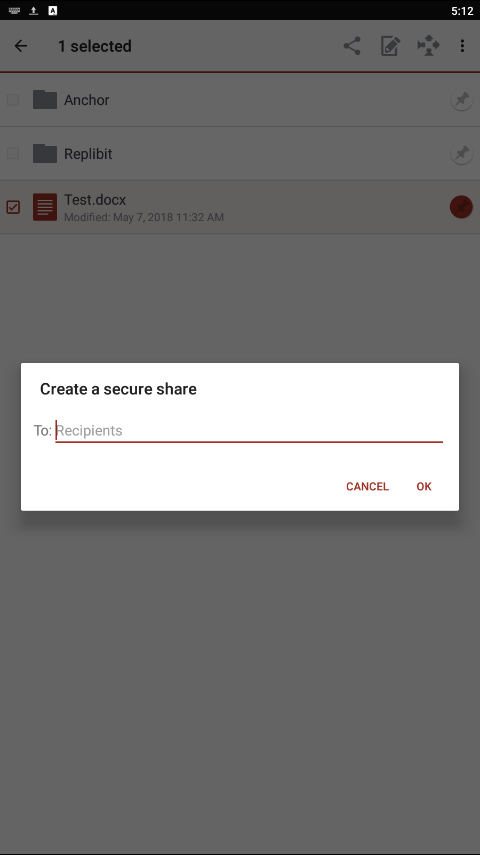 5:12
1 selected
Anchor
Replibit
Test.docx
Modified: May 7, 2018 11:32 AM
Create a secure share
To: Recipients
CANCEL OK